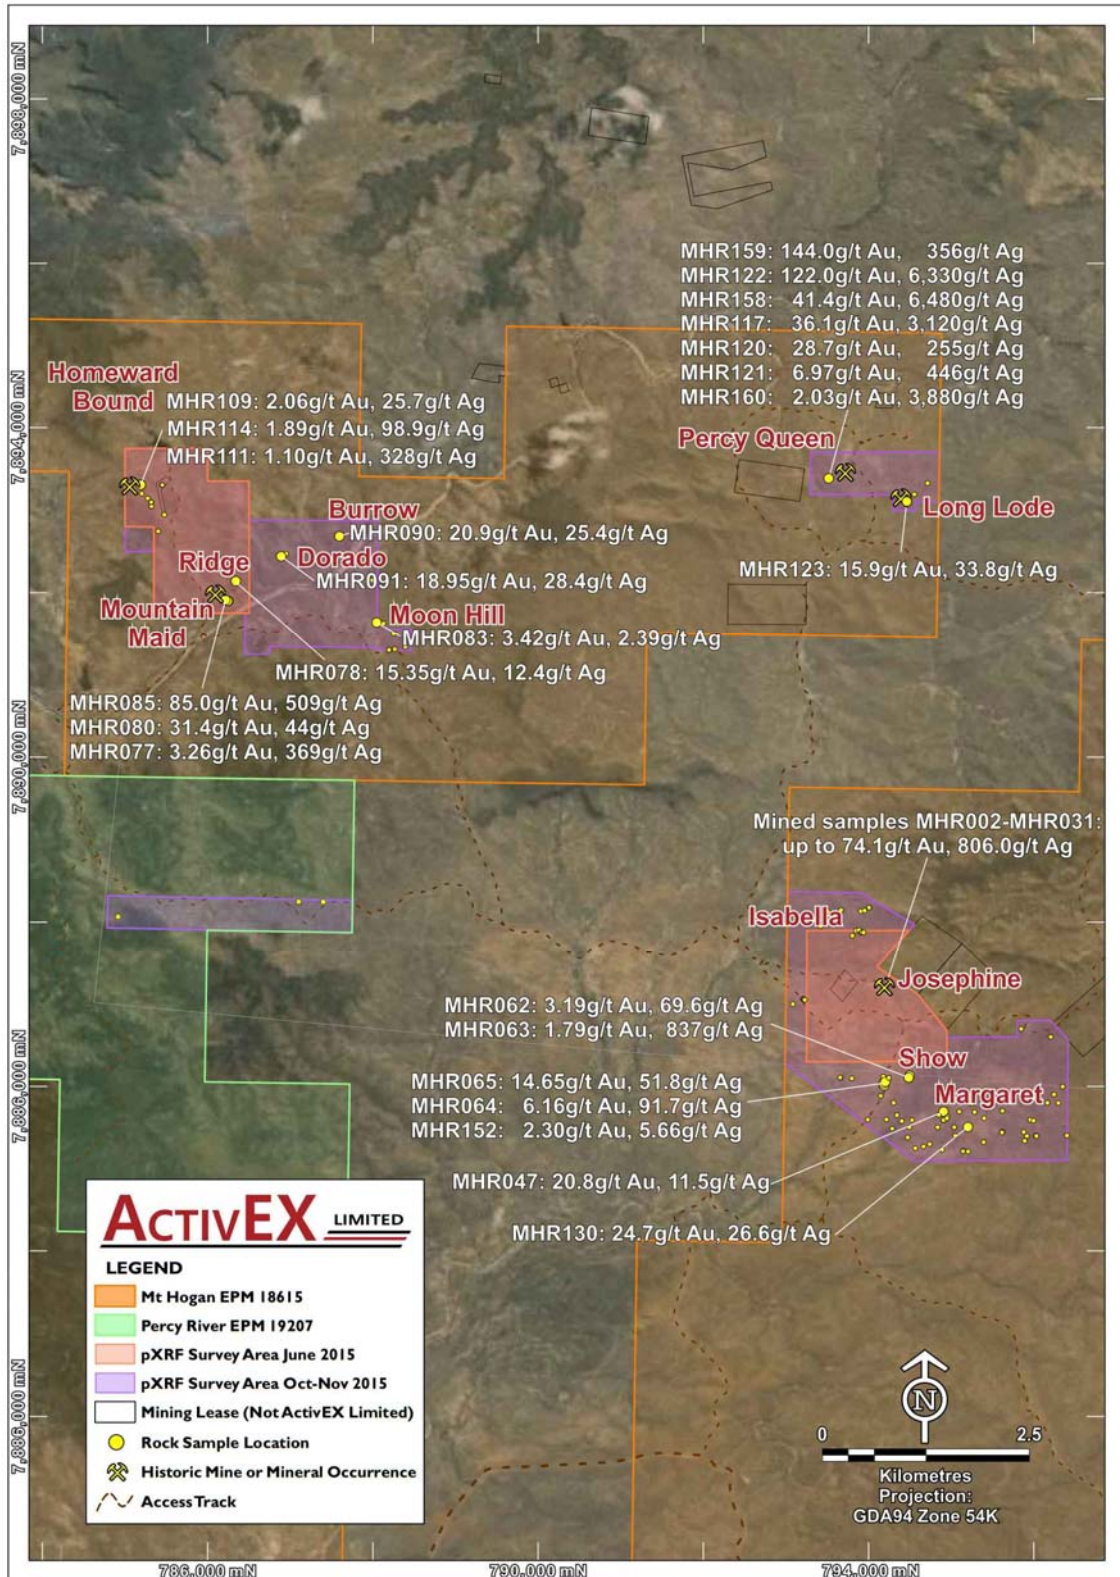 7,898,000 mN
MHR159: 144.0g/t Au, 356g/t Ag
MHR122: 122.0g/t Au, 6,330g/t Ag
MHR158: 41.4g/t Au, 6,480g/t Ag
MHR117: 36.1g/t Au, 3,120g/t Ag
MHR120: 28.7g/t Au, 255g/t Ag
MHR121: 6.97g/t Au, 446g/t Ag
MHR160: 2.03g/t Au, 3,880g/t Ag
Percy Queen
Long Lode
MHR123: 15.9g/t Au, 33.8g/t Ag
7,894,000 mN
Homeward
Bound
MHR109: 2.06g/t Au, 25.7g/t Ag
MHR114: 1.89g/t Au, 98.9g/t Ag
MHR111: 1.10g/t Au, 328g/t Ag
Burrow
MHR090: 20.9g/t Au, 25.4g/t Ag
Dorado
MHR091: 18.95g/t Au, 28.4g/t Ag
Ridge
Mountain
Maid
Moon Hill
MHR083: 3.42g/t Au, 2.39g/t Ag
MHR078: 15.35g/t Au, 12.4g/t Ag
MHR085: 85.0g/t Au, 509g/t Ag
MHR080: 31.4g/t Au, 44g/t Ag
MHR077: 3.26g/t Au, 369g/t Ag
7,890,000 mN
Mined samples MHR002-MHR031:
up to 74.1g/t Au, 806.0g/t Ag
Isabella
Josephine
MHR062: 3.19g/t Au, 69.6g/t Ag
MHR063: 1.79g/t Au, 837g/t Ag
Show
MHR065: 14.65g/t Au, 51.8g/t Ag
MHR064: 6.16g/t Au, 91.7g/t Ag
MHR152: 2.30g/t Au, 5.66g/t Ag
Margaret
7,886,000 mN
MHR047: 20.8g/t Au, 11.5g/t Ag
MHR130: 24.7g/t Au, 26.6g/t Ag
ACTIVEX LIMITED
LEGEND
Mt Hogan EPM 18615
Percy River EPM 19207
pXRF Survey Area June 2015
pXRF Survey Area Oct-Nov 2015
Mining Lease (Not ActivEX Limited)
Rock Sample Location
Historic Mine or Mineral Occurrence
Access Track
N
0 2.5
Kilometres
Projection:
GDA94 Zone 54K
7,886,000 mN
786,000 mN
790,000 mN
794,000 mN